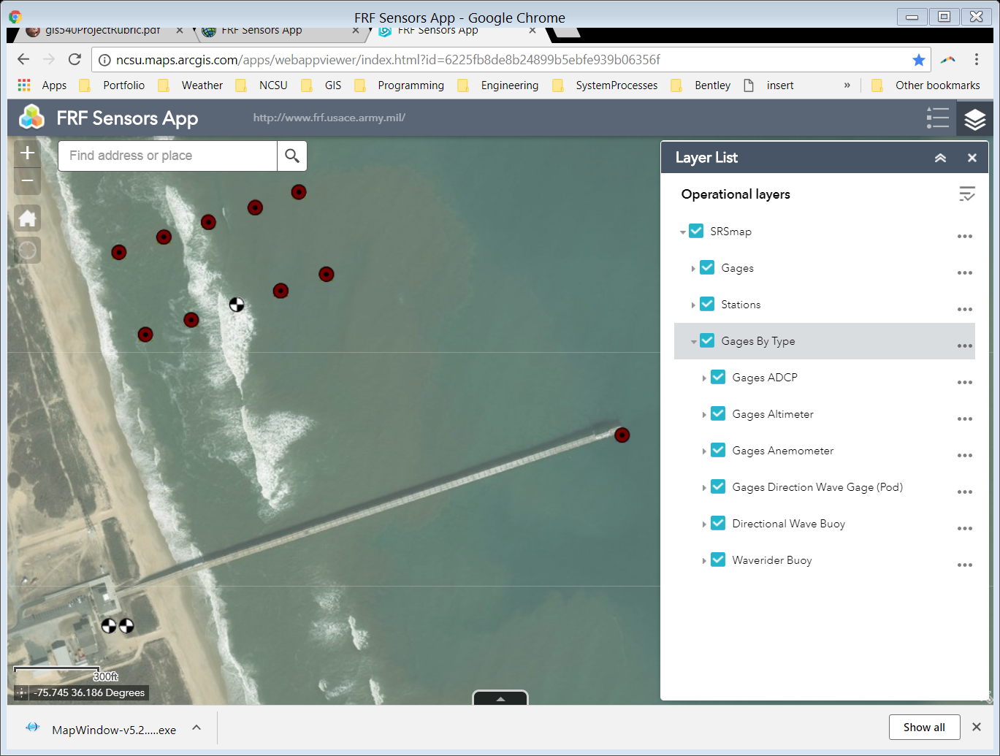 FRF Sensors App - Google Chrome
gis540ProjectRubric.pdf
FRF Sensors App
FRF Sensors App
ncsu.maps.arcgis.com/apps/webappviewer/index.html?id=6225fb8de8b24899b5ebfe939b06356f
Apps Portfolio Weather NCSU GIS Programming Engineering SystemProcesses Bentley insert » Other bookmarks
FRF Sensors App http://www.frf.usace.army.mil/
Find address or place
Layer List
Operational layers
SRSmap
Gages
Stations
Gages By Type
Gages ADCP
Gages Altimeter
Gages Anemometer
Gages Direction Wave Gage (Pod)
Directional Wave Buoy
Waverider Buoy
300ft
-75.745 36.186 Degrees
MapWindow-v5.2.....exe
Show all